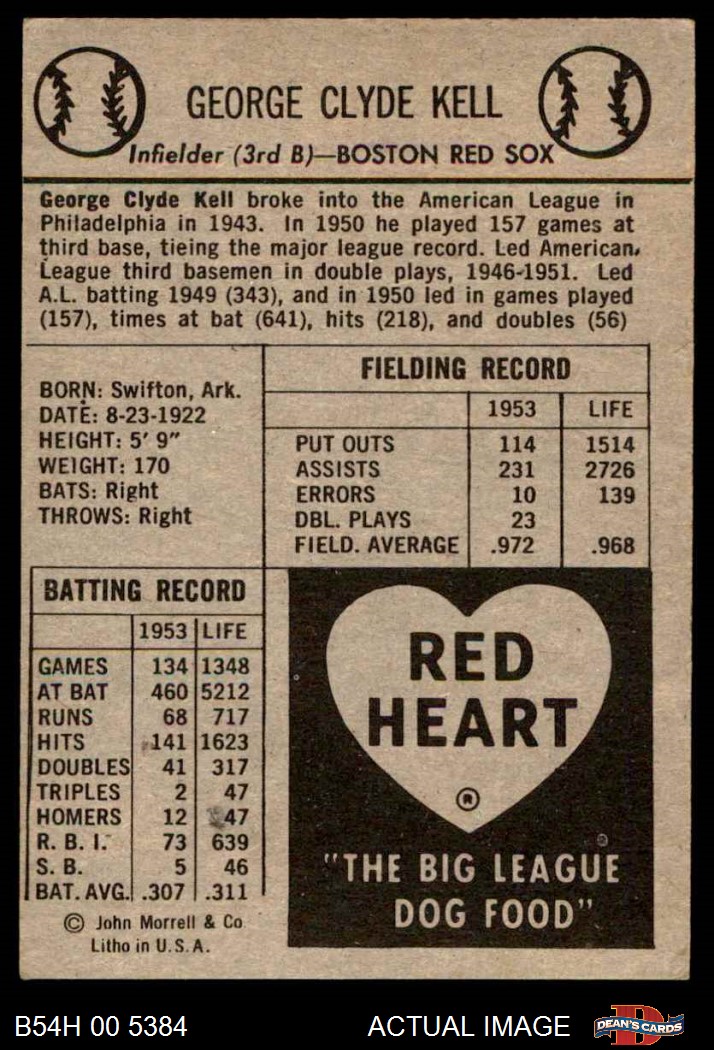 GEORGE CLYDE KELL
Infielder (3rd B)—BOSTON RED SOX
George Clyde Kell broke into the American League in
Philadelphia in 1943. In 1950 he played 157 games at
third base, tieing the major league record. Led American
League third basemen in double plays, 1946-1951. Led
A.L. batting 1949 (343), and in 1950 led in games played
(157), times at bat (641), hits (218), and doubles (56)
BORN: Swifton, Ark.
DATE: 8-23-1922
HEIGHT: 5' 9"
WEIGHT: 170
BATS: Right
THROWS: Right
FIELDING RECORD
1953 LIFE
PUT OUTS 114 1514
ASSISTS 231 2726
ERRORS 10 139
DBL. PLAYS 23
FIELD. AVERAGE .972 .968
BATTING RECORD
1953 LIFE
GAMES 134 1348
AT BAT 460 5212
RUNS 68 717
HITS 141 1623
DOUBLES 41 317
TRIPLES 2 47
HOMERS 12 47
R. B. I. 73 639
S. B. 5 46
BAT. AVG. .307 .311
© John Morrell & Co
Litho in U.S.A.
RED
HEART
®
"THE BIG LEAGUE
DOG FOOD"
B54H 00 5384 ACTUAL IMAGE
D
DEAN'S CARDS